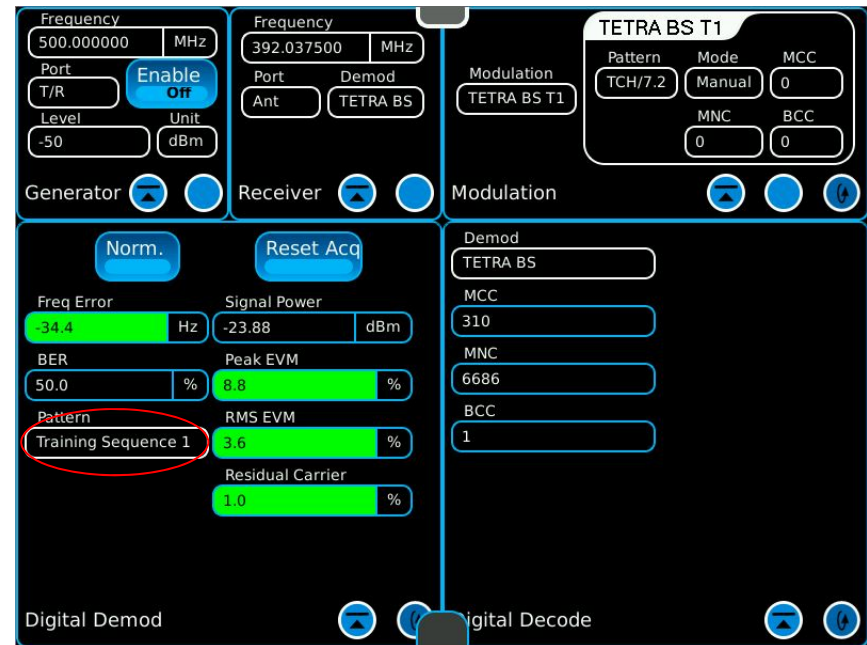 Frequency
500.000000 MHz
Port
T/R
Enable
Off
Level Unit
-50 dBm
Generator
Frequency
392.037500 MHz
Port Demod
Ant TETRA BS
Receiver
Modulation
TETRA BS T1
TETRA BS T1
Pattern Mode MCC
TCH/7.2 Manual 0
MNC BCC
0 0
Modulation
Norm. Reset Acq
Freq Error Signal Power
-34.4 Hz -23.88 dBm
BER Peak EVM
50.0 % 8.8 %
Pattern RMS EVM
Training Sequence 1 3.6 %
Residual Carrier
1.0 %
Digital Demod
Demod
TETRA BS
MCC
310
MNC
6686
BCC
1
igital Decode